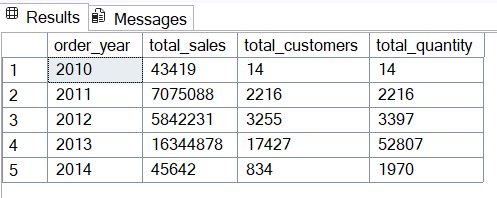 Results Messages
order_year total_sales total_customers total_quantity
1 2010 43419 14 14
2 2011 7075088 2216 2216
3 2012 5842231 3255 3397
4 2013 16344878 17427 52807
5 2014 45642 834 1970